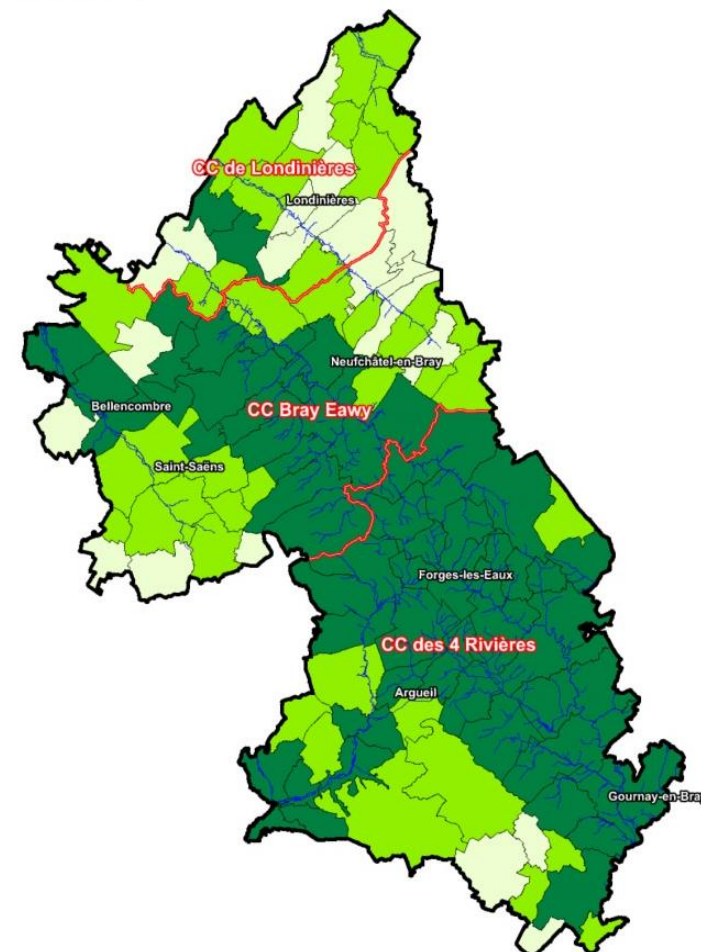 CC de Londinières
Londinières
Neufchâtel-en-Bray
Bellencombre
CC Bray Eawy
Saint-Saëns
Forges-les-Eaux
CC des 4 Rivières
Argueil
Gournay-en-Bray